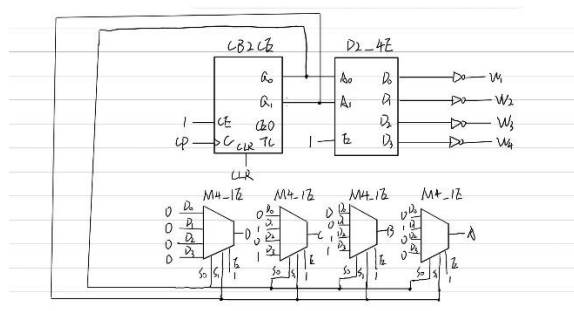 CB2CE D2_4E
Q0 A0 D0 W1
Q1 A1 D1 W2
1 CE CEO D2 W3
CP C CLR TC 1 E D3 W4
CLR
M4_1E M4_1E M4_1E M4_1E
0 D0 0 D0 0 D0 0 D0
0 D1 0 D1 1 D1 1 D1
0 D2 0 D2 0 D2 0 D2
0 D3 1 D3 1 D3 1 D3
D C B A
S0 S1 E S0 S1 E S0 S1 E S0 S1 E
1 1 1 1